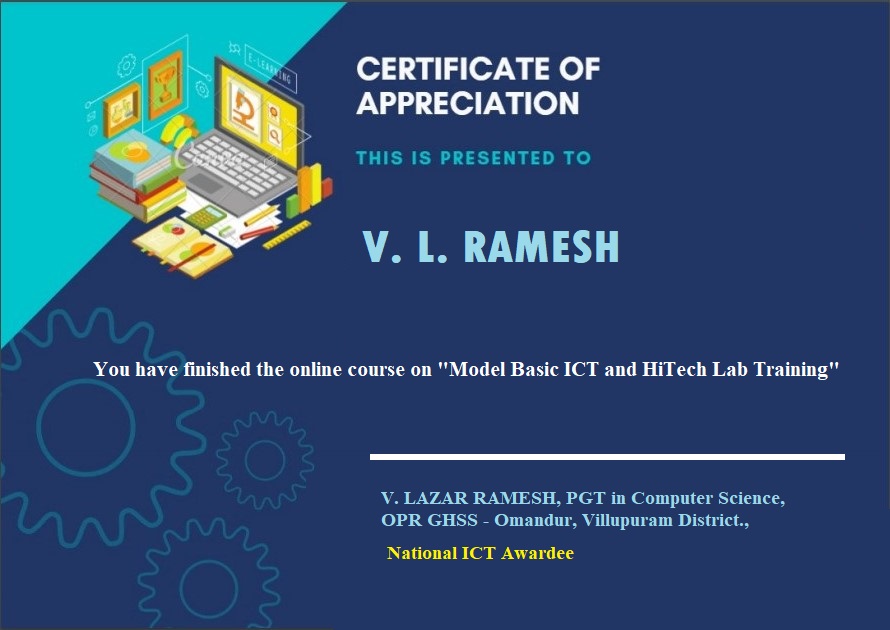 E-LEARNING
CERTIFICATE OF
APPRECIATION
THIS IS PRESENTED TO
V. L. RAMESH
You have finished the online course on "Model Basic ICT and HiTech Lab Training"
V. LAZAR RAMESH, PGT in Computer Science,
OPR GHSS - Omandur, Villupuram District.,
National ICT Awardee